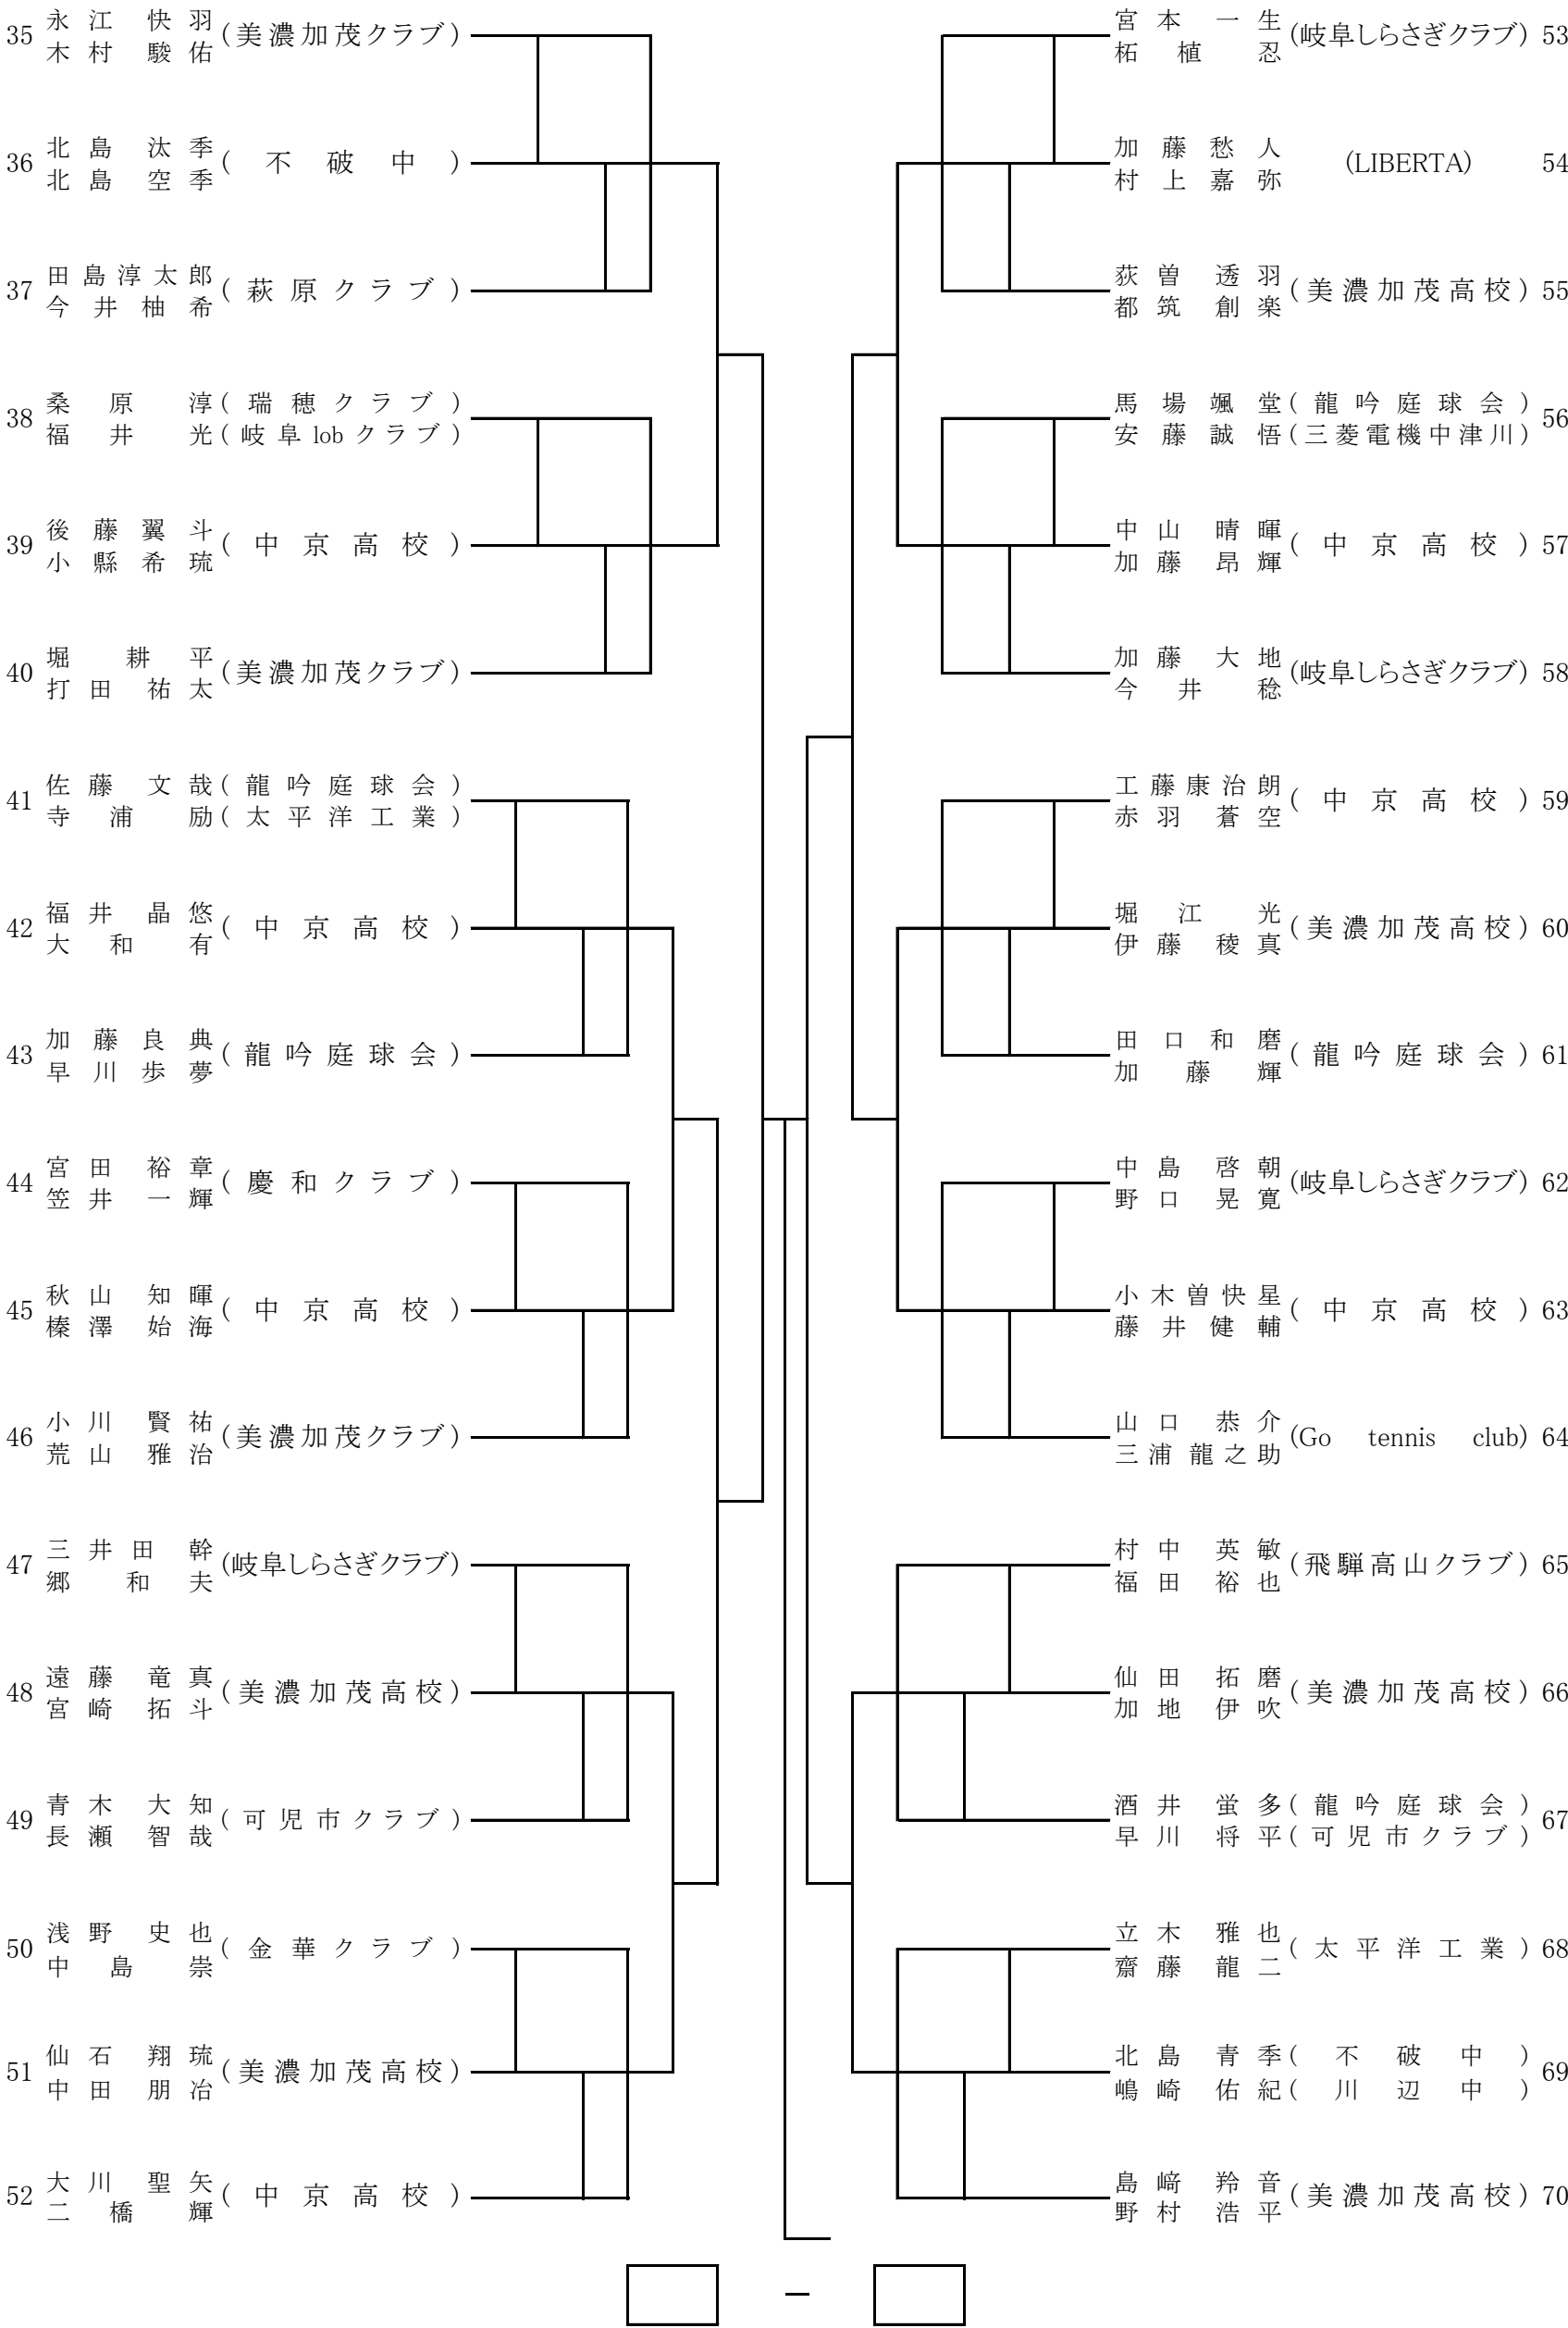 35 永江快羽 (美濃加茂クラブ)
木村駿佑
36 北島汰季 (不破中)
北島空季
37 田島淳太郎 (萩原クラブ)
今井柚希
38 桑原淳 (瑞穂クラブ)
福井光 (岐阜lobクラブ)
39 後藤翼斗 (中京高校)
小縣希琉
40 堀耕平 (美濃加茂クラブ)
打田祐太
41 佐藤文哉 (龍吟庭球会)
寺浦励 (太平洋工業)
42 福井晶悠 (中京高校)
大和有
43 加藤良典 (龍吟庭球会)
早川歩夢
44 宮田裕章 (慶和クラブ)
笠井一輝
45 秋山知暉 (中京高校)
榛澤始海
46 小川賢祐 (美濃加茂クラブ)
荒山雅治
47 三井田幹 (岐阜しらさぎクラブ)
郷和夫
48 遠藤竜真 (美濃加茂高校)
宮崎拓斗
49 青木大知 (可児市クラブ)
長瀬智哉
50 浅野史也 (金華クラブ)
中島崇
51 仙石翔琉 (美濃加茂高校)
中田朋冶
52 大川聖矢 (中京高校)
二橋輝
宮本一生 (岐阜しらさぎクラブ) 53
柘植忍
加藤愁人 (LIBERTA) 54
村上嘉弥
荻曽透羽 (美濃加茂高校) 55
都筑創楽
馬場颯堂 (龍吟庭球会) 56
安藤誠悟 (三菱電機中津川)
中山晴暉 (中京高校) 57
加藤昂輝
加藤大地 (岐阜しらさぎクラブ) 58
今井稔
工藤康治朗 (中京高校) 59
赤羽蒼空
堀江光 (美濃加茂高校) 60
伊藤稜真
田口和磨 (龍吟庭球会) 61
加藤輝
中島啓朝 (岐阜しらさぎクラブ) 62
野口晃寛
小木曽快星 (中京高校) 63
藤井健輔
山口恭介 (Go tennis club) 64
三浦龍之助
村中英敏 (飛騨高山クラブ) 65
福田裕也
仙田拓磨 (美濃加茂高校) 66
加地伊吹
酒井蛍多 (龍吟庭球会) 67
早川将平 (可児市クラブ)
立木雅也 (太平洋工業) 68
齋藤龍二
北島青季 (不破中) 69
嶋崎佑紀 (川辺中)
島﨑羚音 (美濃加茂高校) 70
野村浩平
–